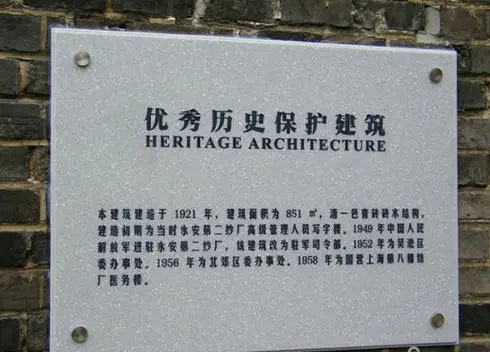 优秀历史保护建筑
HERITAGE ARCHITECTURE
本建筑建造于 1921 年，建筑面积为 851 ㎡，清一色青砖砖木结构，
建造初期为当时永安第二纱厂高级管理人员写字楼。1949 年中国人民
解放军进驻永安第二纱厂，该建筑改为驻军司令部。1952 年为吴淞区
委办事处。1956 年为北郊区委办事处。1958 年为国营上海第八棉纺
厂医务楼。